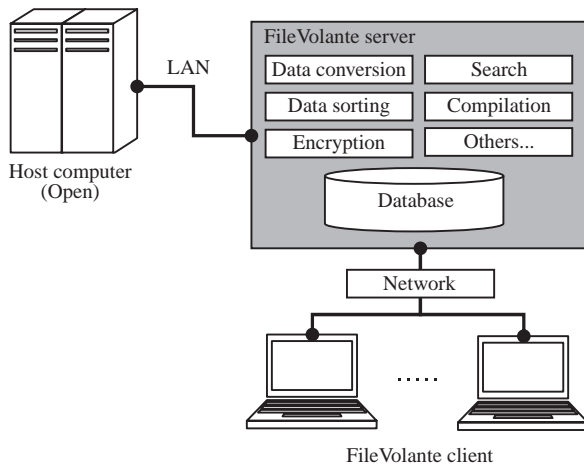 FileVolante server
Data conversion
Search
LAN
Data sorting
Compilation
Encryption
Others...
Host computer
(Open)
Database
Network
.....
FileVolante client